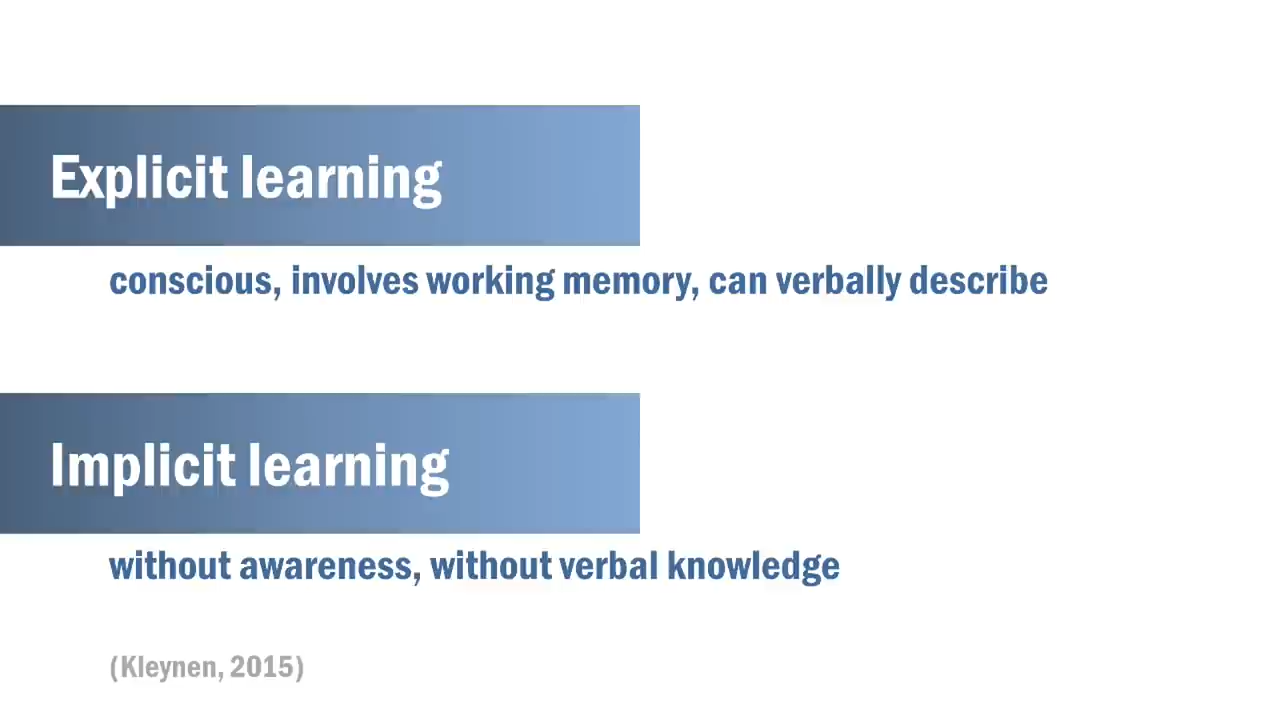 Explicit learning
conscious, involves working memory, can verbally describe
Implicit learning
without awareness, without verbal knowledge
(Kleynen, 2015)